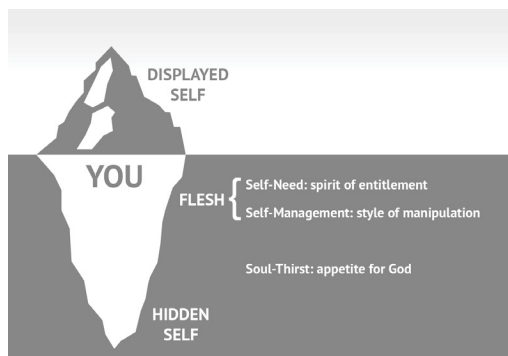 DISPLAYED
SELF
YOU
FLESH
Self-Need: spirit of entitlement
Self-Management: style of manipulation
Soul-Thirst: appetite for God
HIDDEN
SELF